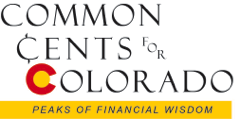 COMMON
CENTS FOR
COLORADO
PEAKS OF FINANCIAL WISDOM